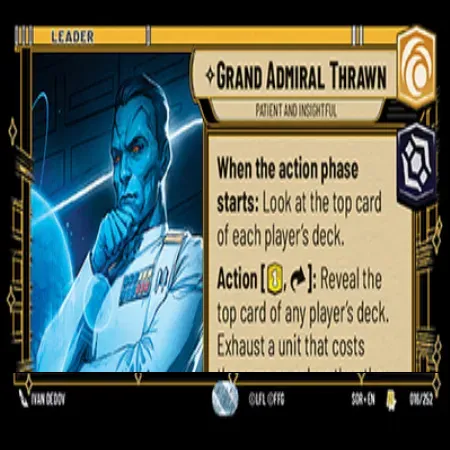 LEADER
GRAND ADMIRAL THRAWN
PATIENT AND INSIGHTFUL
When the action phase
starts: Look at the top card
of each player's deck.
Action [1, ]: Reveal the
top card of any player's deck.
Exhaust a unit that costs
IVAN DEDOV
©LFL ©FFG
SOR • EN
016/252